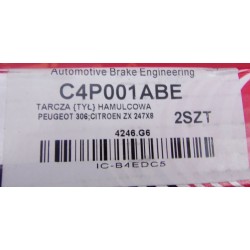 Automotive Brake Engineering
C4P001ABE
TARCZA {TYŁ} HAMULCOWA
PEUGEOT 306;CITROEN ZX 247X8
2SZT
4246.G6
IC-B4EDC5